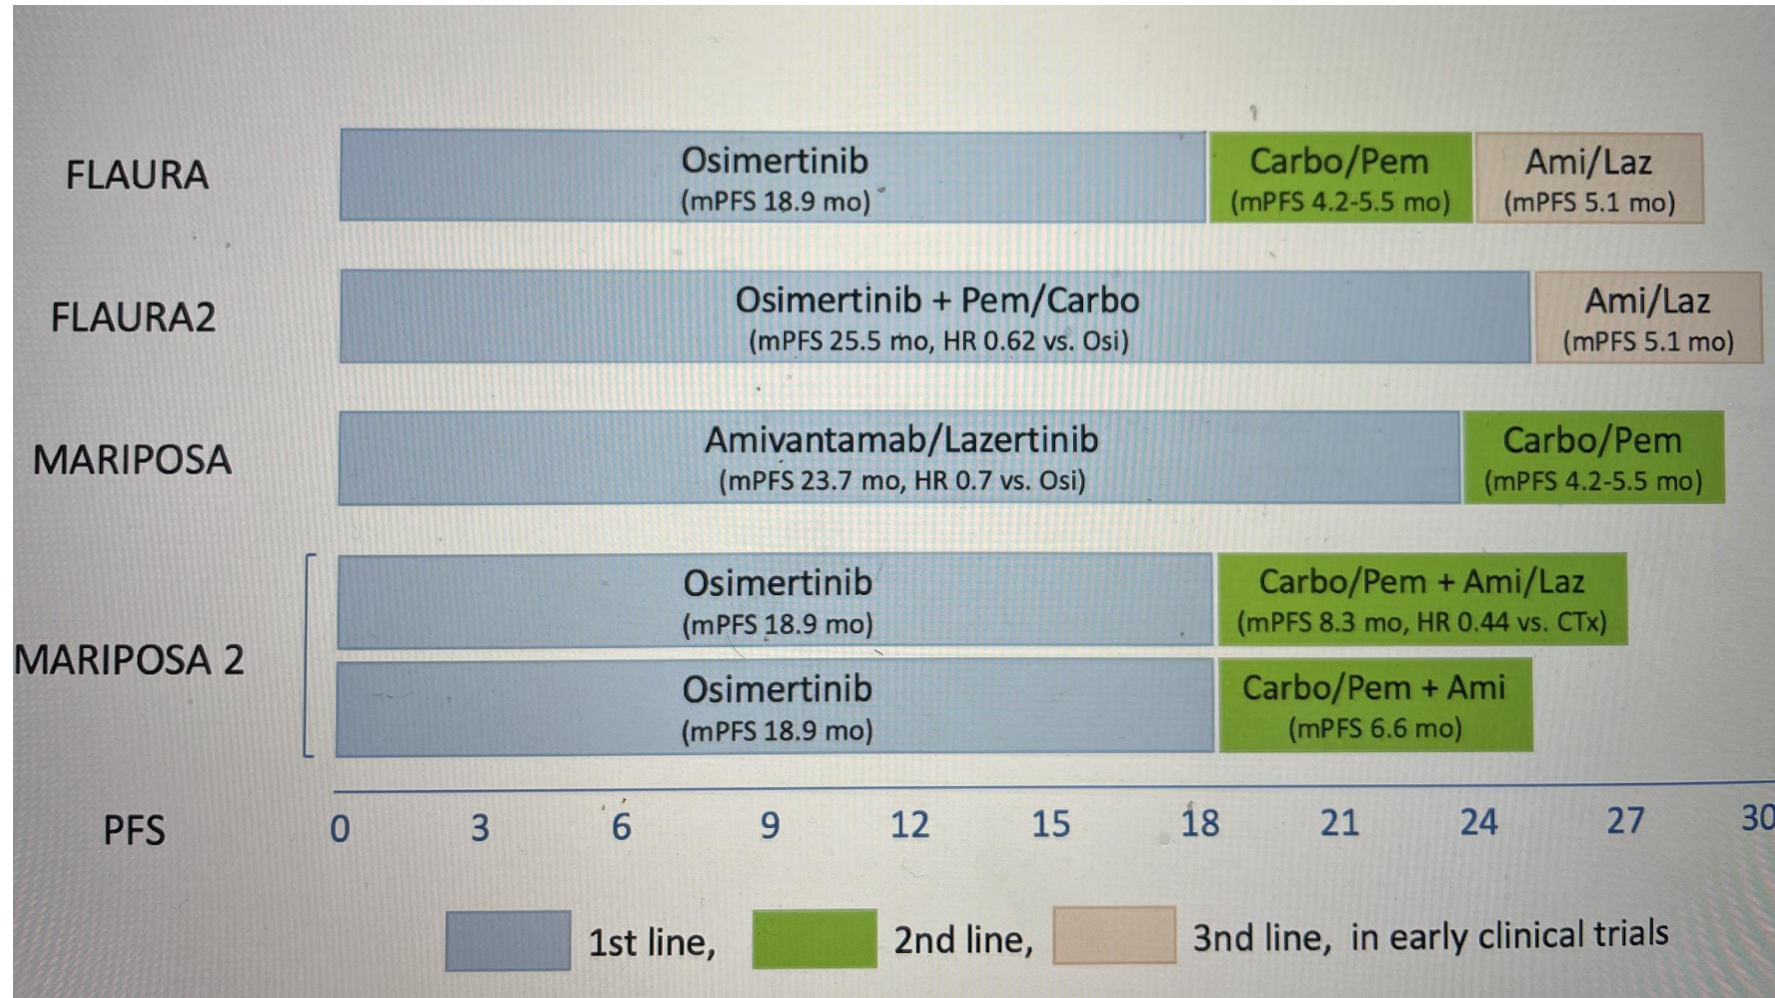 FLAURA
Osimertinib
(mPFS 18.9 mo)
Carbo/Pem
(mPFS 4.2-5.5 mo)
Ami/Laz
(mPFS 5.1 mo)
FLAURA2
Osimertinib + Pem/Carbo
(mPFS 25.5 mo, HR 0.62 vs. Osi)
Ami/Laz
(mPFS 5.1 mo)
MARIPOSA
Amivantamab/Lazertinib
(mPFS 23.7 mo, HR 0.7 vs. Osi)
Carbo/Pem
(mPFS 4.2-5.5 mo)
MARIPOSA 2
Osimertinib
(mPFS 18.9 mo)
Carbo/Pem + Ami/Laz
(mPFS 8.3 mo, HR 0.44 vs. CTx)
Osimertinib
(mPFS 18.9 mo)
Carbo/Pem + Ami
(mPFS 6.6 mo)
PFS 0 3 6 9 12 15 18 21 24 27 30
1st line, 2nd line, 3nd line, in early clinical trials